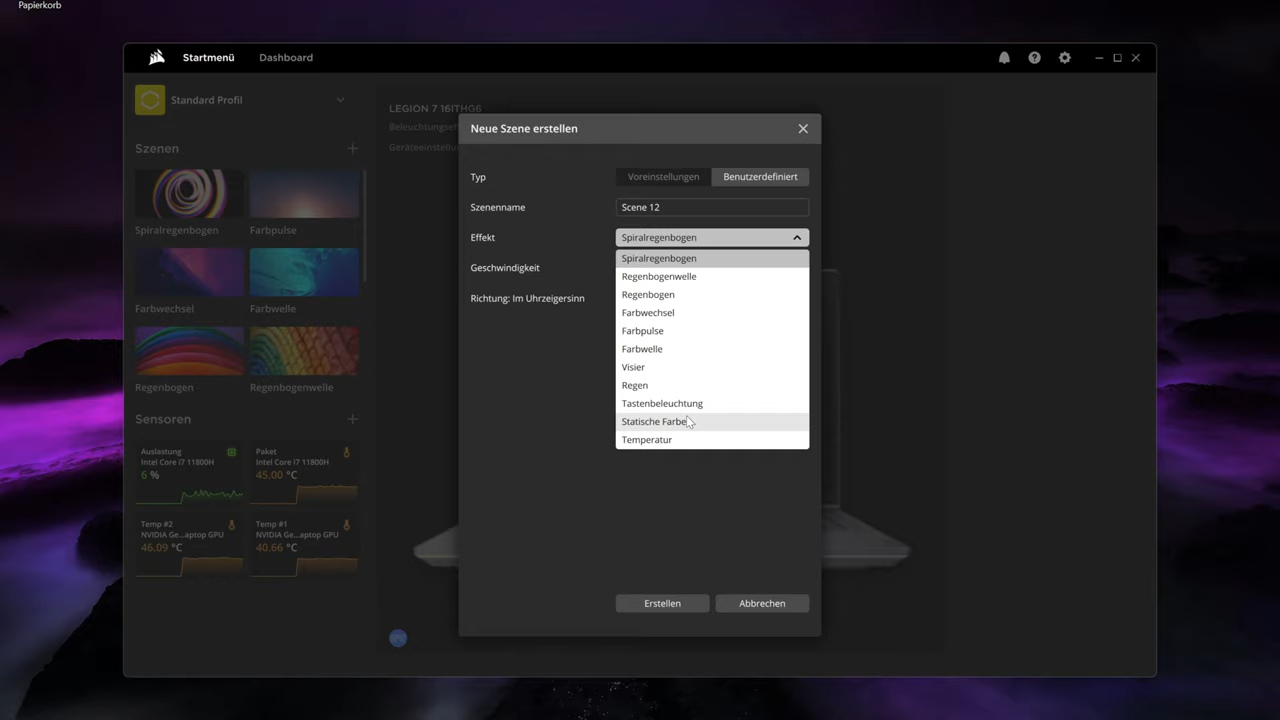 Papierkorb
Startmenü Dashboard
Standard Profil
Szenen
Spiralregenbogen Farbpulse
Farbwechsel Farbwelle
Regenbogen Regenbogenwelle
Sensoren
Auslastung
Intel Core i7 11800H
6 %
Paket
Intel Core i7 11800H
45.00 °C
Temp #2
NVIDIA Ge...aptop GPU
46.09 °C
Temp #1
NVIDIA Ge...aptop GPU
40.66 °C
LEGION 7 16ITHG6
Neue Szene erstellen
Typ Voreinstellungen Benutzerdefiniert
Szenenname Scene 12
Effekt Spiralregenbogen
Geschwindigkeit
Richtung: Im Uhrzeigersinn
Spiralregenbogen
Regenbogenwelle
Regenbogen
Farbwechsel
Farbpulse
Farbwelle
Visier
Regen
Tastenbeleuchtung
Statische Farbe
Temperatur
Erstellen Abbrechen